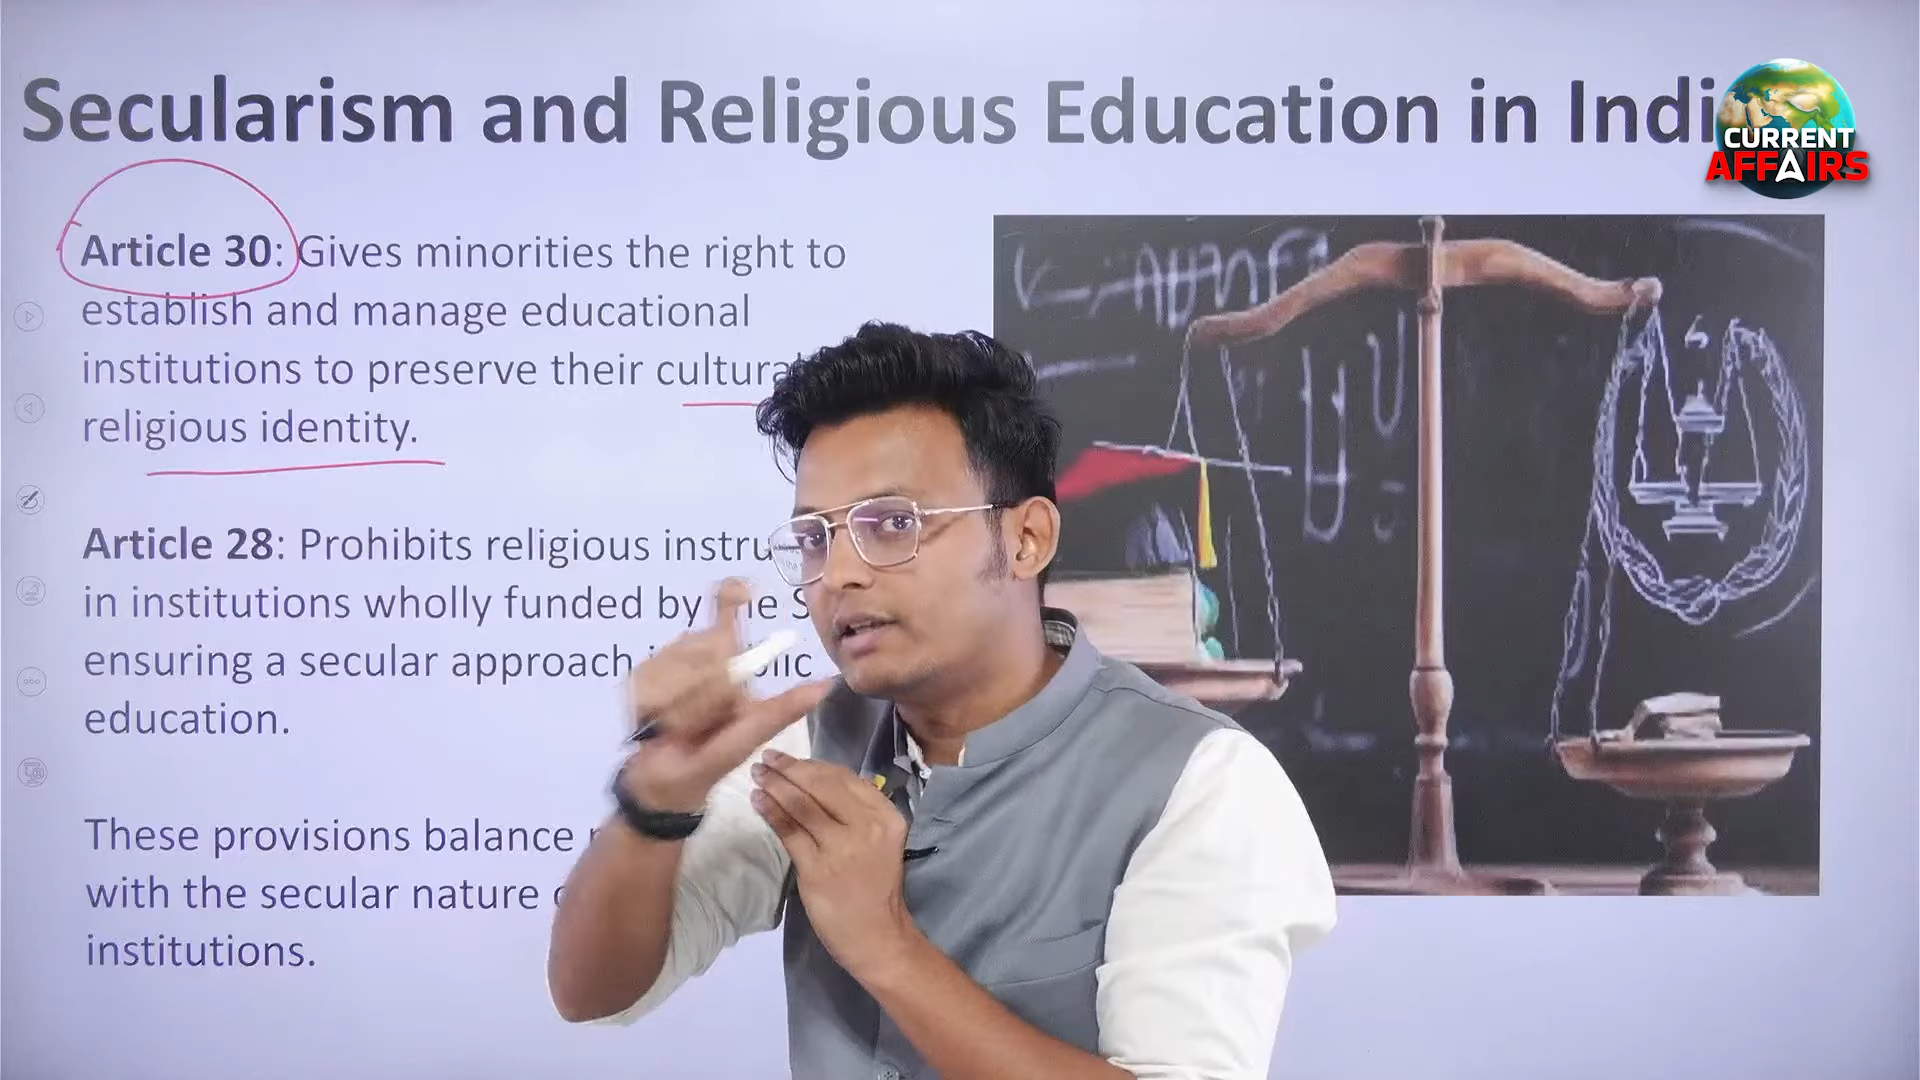 Secularism and Religious Education in Indi
CURRENT
AFFAIRS
Article 30: Gives minorities the right to
establish and manage educational
institutions to preserve their cultura
religious identity.
Article 28: Prohibits religious instru
in institutions wholly funded by
ensuring a secular approach
education.
These provisions balance
with the secular nature
institutions.